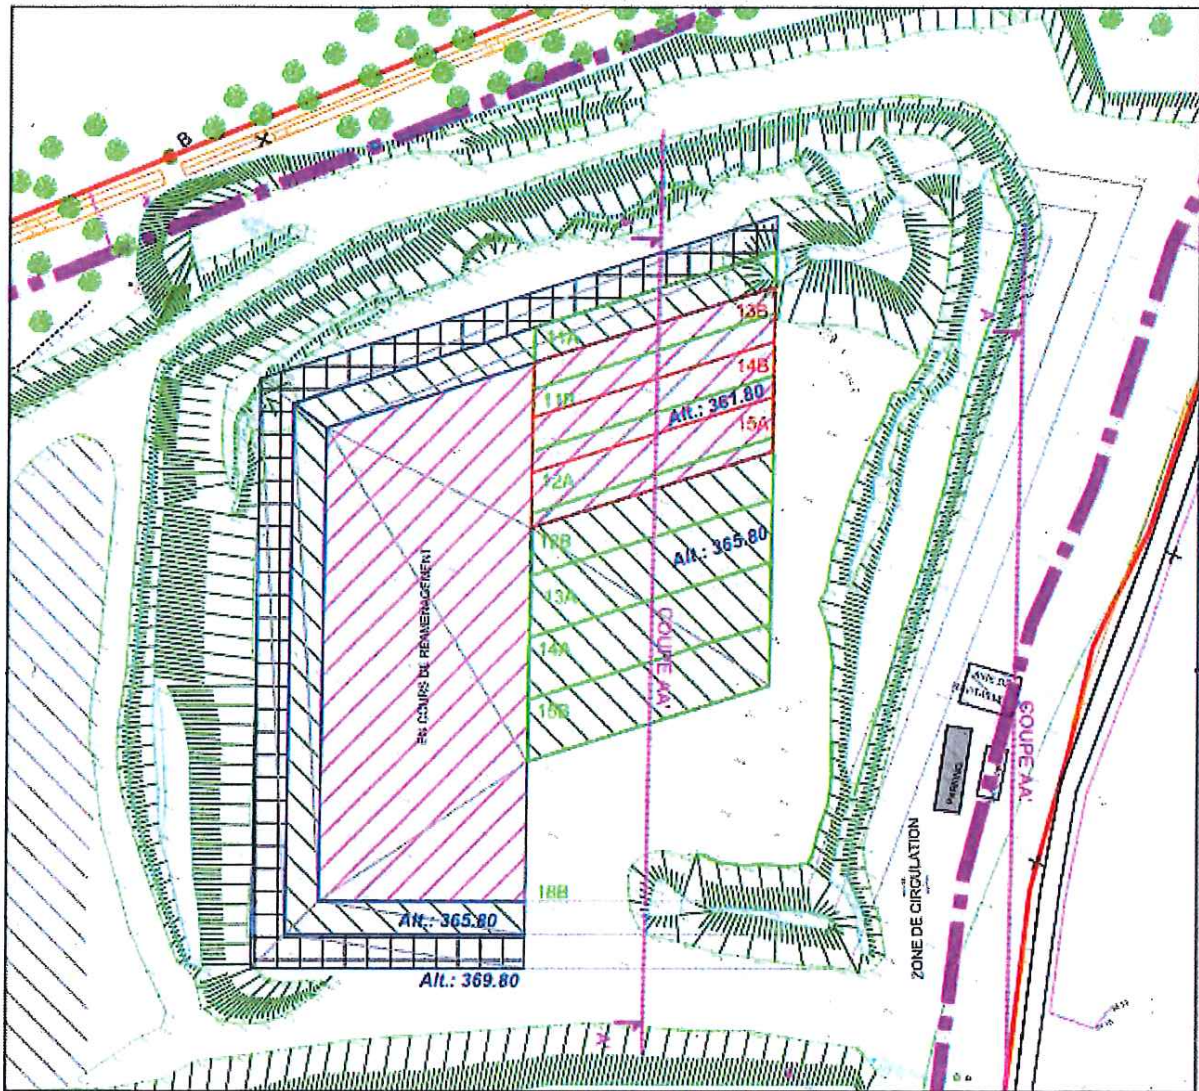 B
X
A
11A
13B
11B
14B
Alt.: 361.80
15A
12A
12B
Alt.: 365.80
13A
14A
15B
EN COURS DE REAMENAGEMENT
COUPE AA'
COUPE AA'
PARKING
ZONE DE CIRCULATION
18B
Alt.: 365.80
Alt.: 369.80